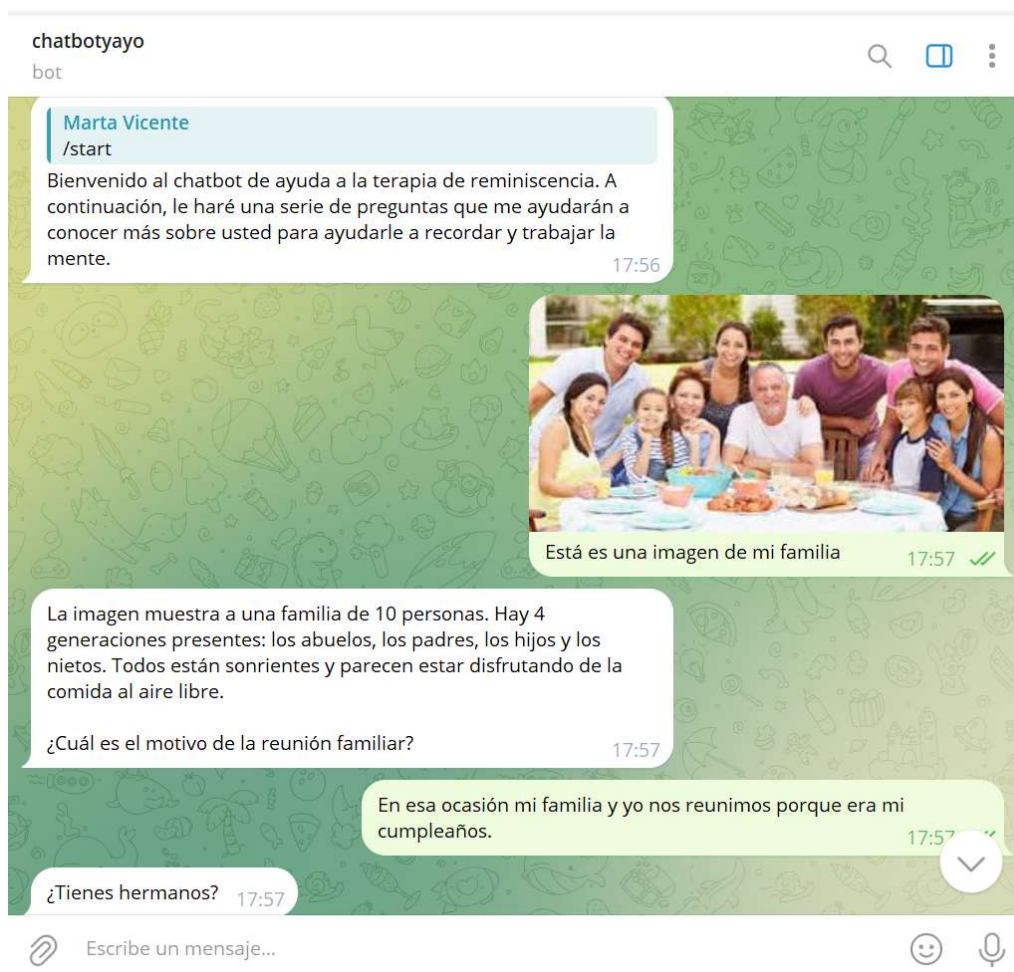 chatbotyayo
bot
Marta Vicente
/start
Bienvenido al chatbot de ayuda a la terapia de reminiscencia. A
continuación, le haré una serie de preguntas que me ayudarán a
conocer más sobre usted para ayudarle a recordar y trabajar la
mente.
17:56
Está es una imagen de mi familia
17:57
La imagen muestra a una familia de 10 personas. Hay 4
generaciones presentes: los abuelos, los padres, los hijos y los
nietos. Todos están sonrientes y parecen estar disfrutando de la
comida al aire libre.
¿Cuál es el motivo de la reunión familiar?
17:57
En esa ocasión mi familia y yo nos reunimos porque era mi
cumpleaños.
17:57
¿Tienes hermanos?
17:57
Escribe un mensaje...